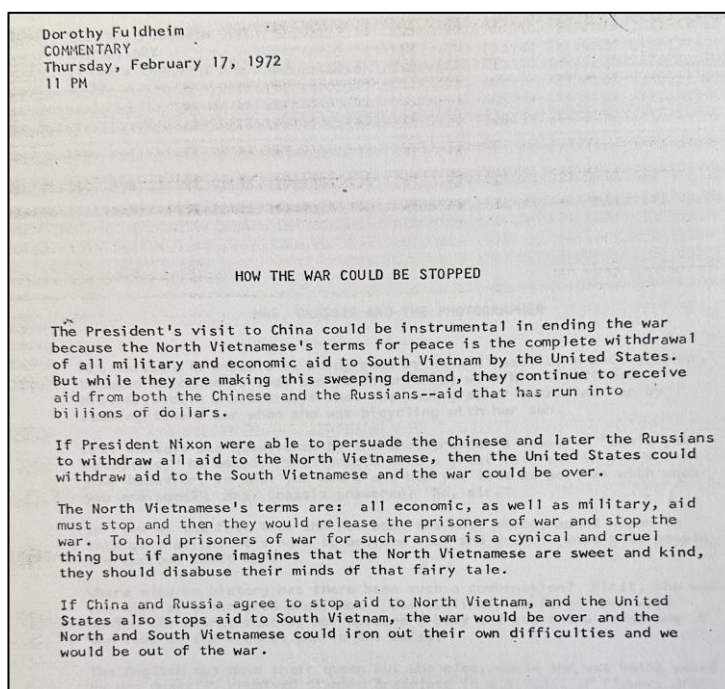 Dorothy Fuldheim
COMMENTARY
Thursday, February 17, 1972
11 PM
HOW THE WAR COULD BE STOPPED
The President's visit to China could be instrumental in ending the war
because the North Vietnamese's terms for peace is the complete withdrawal
of all military and economic aid to South Vietnam by the United States.
But while they are making this sweeping demand, they continue to receive
aid from both the Chinese and the Russians--aid that has run into
billions of dollars.
If President Nixon were able to persuade the Chinese and later the Russians
to withdraw all aid to the North Vietnamese, then the United States could
withdraw aid to the South Vietnamese and the war could be over.
The North Vietnamese's terms are: all economic, as well as military, aid
must stop and then they would release the prisoners of war and stop the
war. To hold prisoners of war for such ransom is a cynical and cruel
thing but if anyone imagines that the North Vietnamese are sweet and kind,
they should disabuse their minds of that fairy tale.
If China and Russia agree to stop aid to North Vietnam, and the United
States also stops aid to South Vietnam, the war would be over and the
North and South Vietnamese could iron out their own difficulties and we
would be out of the war.